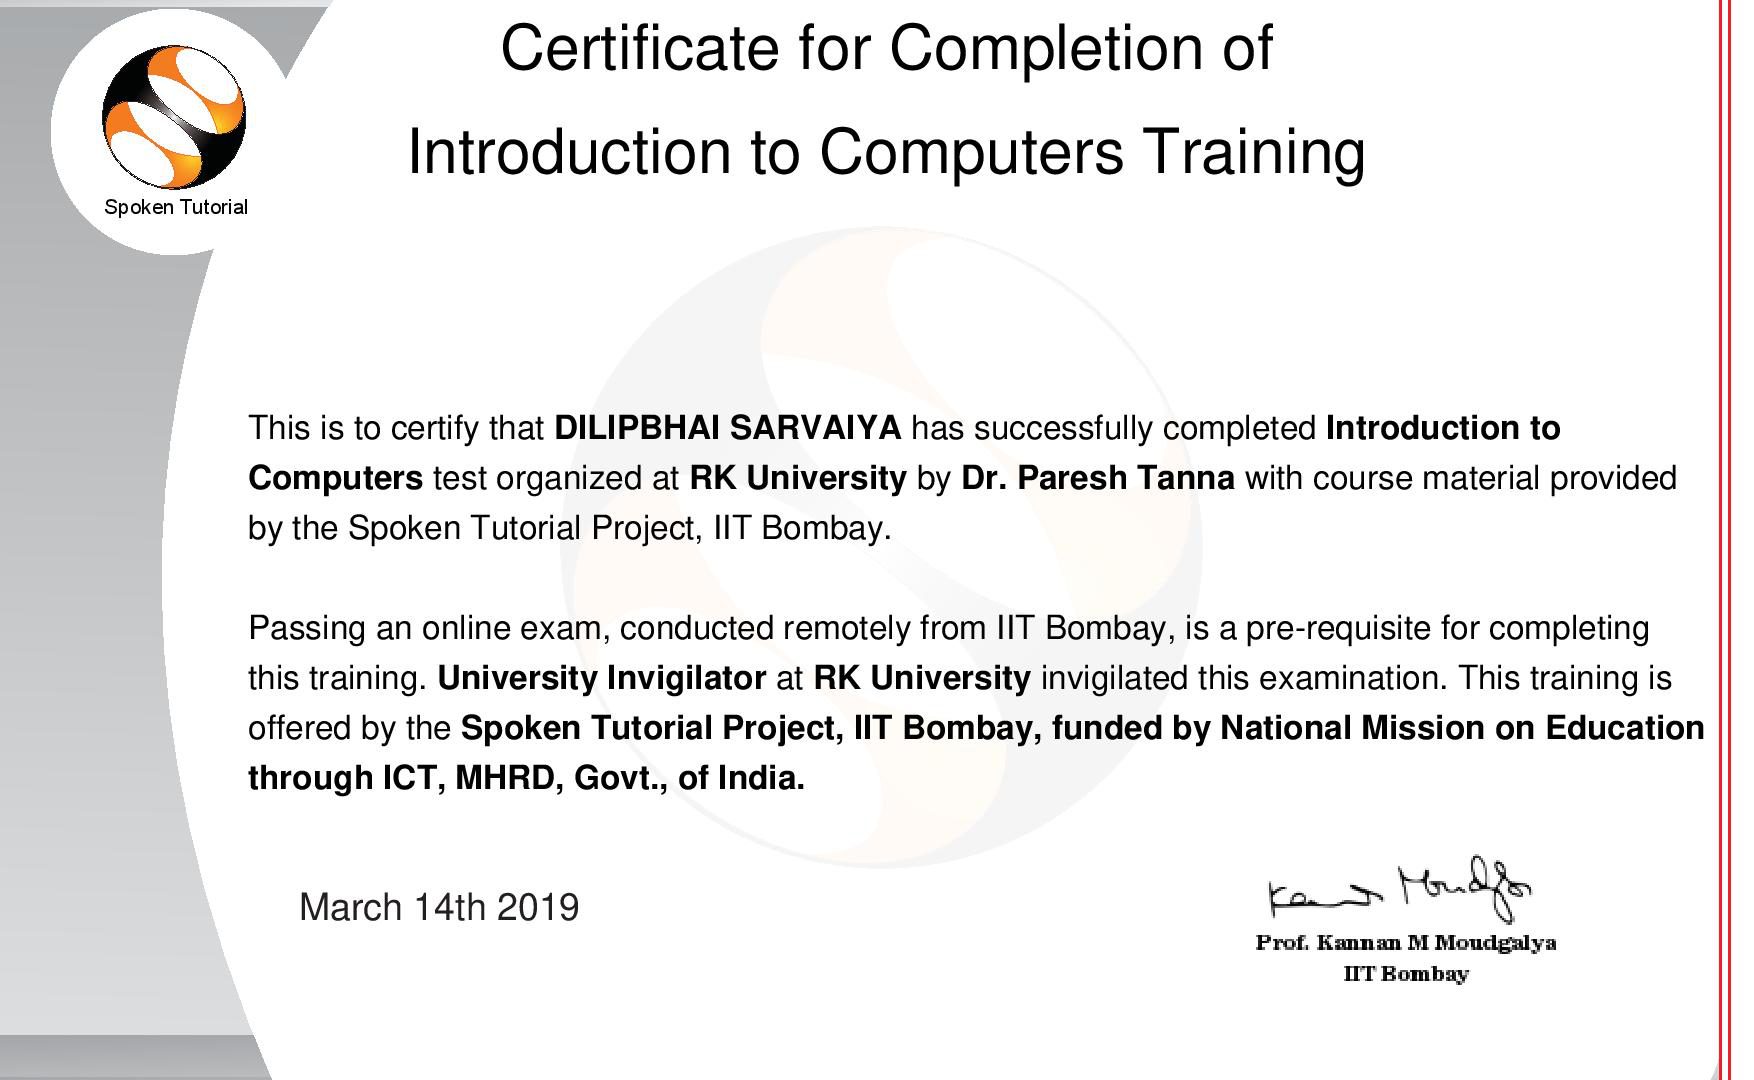 Certificate for Completion of
Introduction to Computers Training
Spoken Tutorial
This is to certify that DILIPBHAI SARVAIYA has successfully completed Introduction to
Computers test organized at RK University by Dr. Paresh Tanna with course material provided
by the Spoken Tutorial Project, IIT Bombay.
Passing an online exam, conducted remotely from IIT Bombay, is a pre-requisite for completing
this training. University Invigilator at RK University invigilated this examination. This training is
offered by the Spoken Tutorial Project, IIT Bombay, funded by National Mission on Education
through ICT, MHRD, Govt., of India.
March 14th 2019
Prof. Kannan M Moudgalya
IIT Bombay